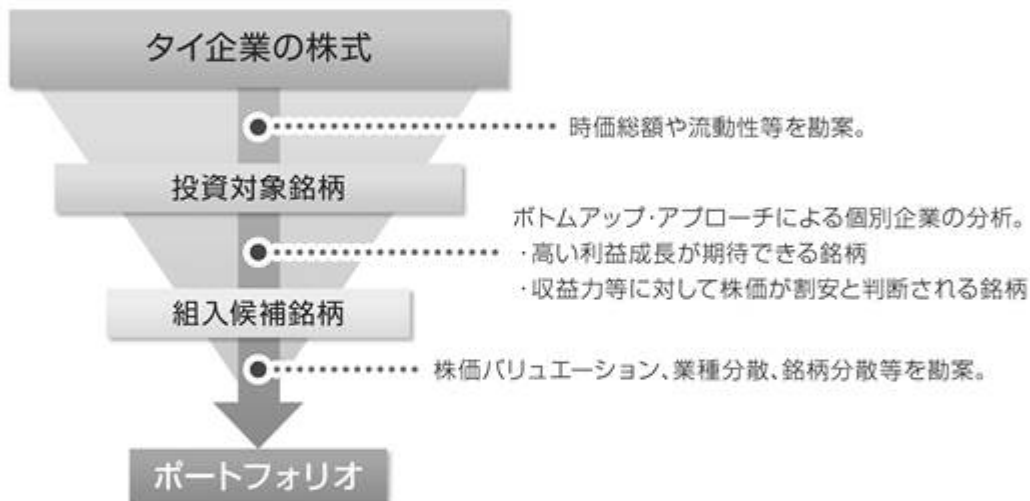 タイ企業の株式
時価総額や流動性等を勘案。
投資対象銘柄
ボトムアップ・アプローチによる個別企業の分析。
・高い利益成長が期待できる銘柄
・収益力等に対して株価が割安と判断される銘柄
組入候補銘柄
株価バリュエーション、業種分散、銘柄分散等を勘案。
ポートフォリオ